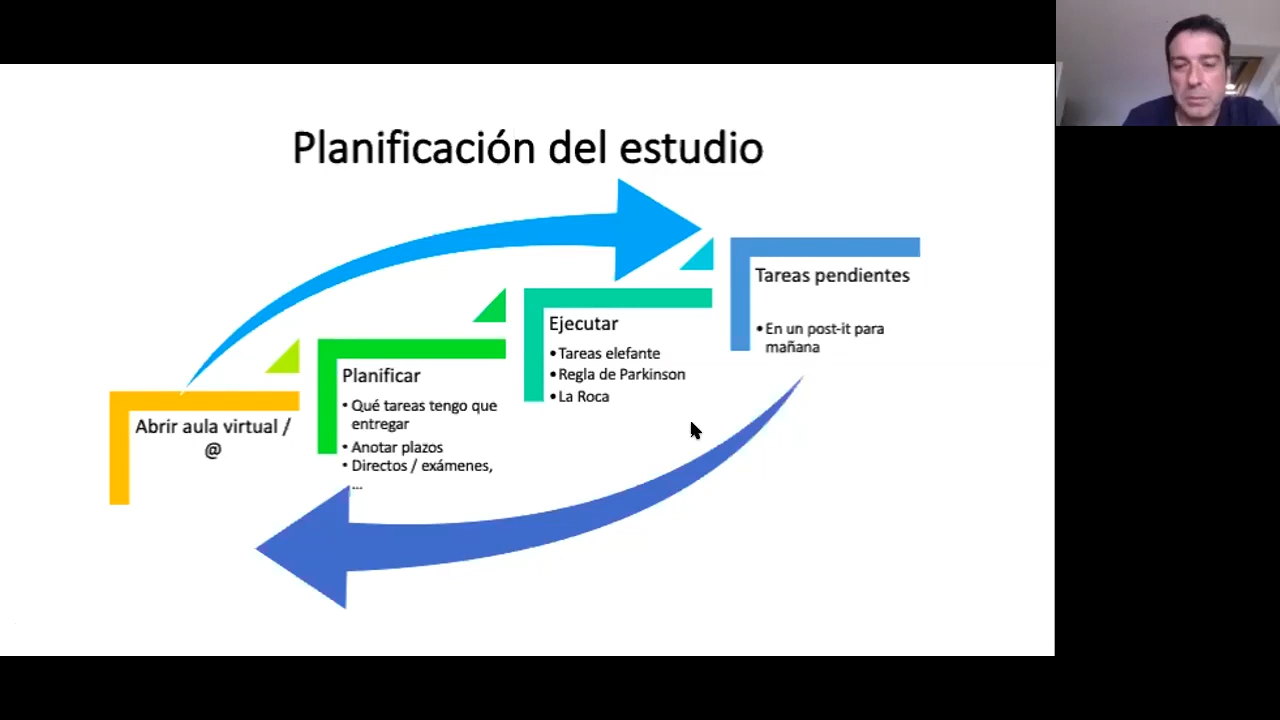 Planificación del estudio
Abrir aula virtual /
@
Planificar
• Qué tareas tengo que
entregar
• Anotar plazos
• Directos / exámenes,
...
Ejecutar
• Tareas elefante
• Regla de Parkinson
• La Roca
Tareas pendientes
• En un post-it para
mañana